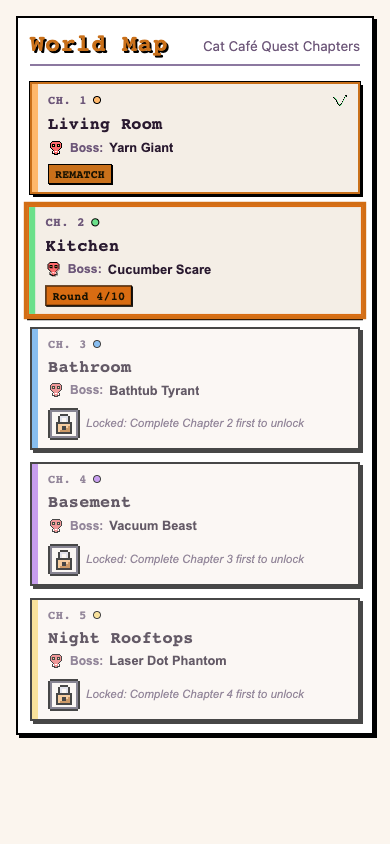 World Map
Cat Café Quest Chapters
CH. 1
Living Room
Boss: Yarn Giant
REMATCH
CH. 2
Kitchen
Boss: Cucumber Scare
Round 4/10
CH. 3
Bathroom
Boss: Bathtub Tyrant
Locked: Complete Chapter 2 first to unlock
CH. 4
Basement
Boss: Vacuum Beast
Locked: Complete Chapter 3 first to unlock
CH. 5
Night Rooftops
Boss: Laser Dot Phantom
Locked: Complete Chapter 4 first to unlock